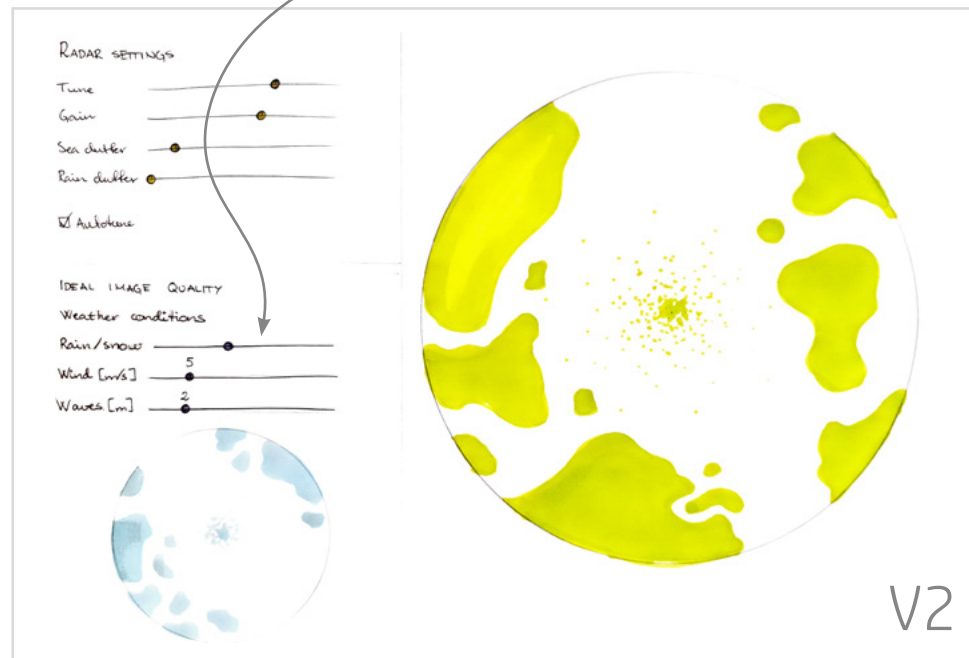 RADAR SETTINGS
Tune
Gain
Sea clutter
Rain clutter
Autotune
IDEAL IMAGE QUALITY
Weather conditions
Rain/snow
5
Wind [m/s]
2
Waves [m]
V2